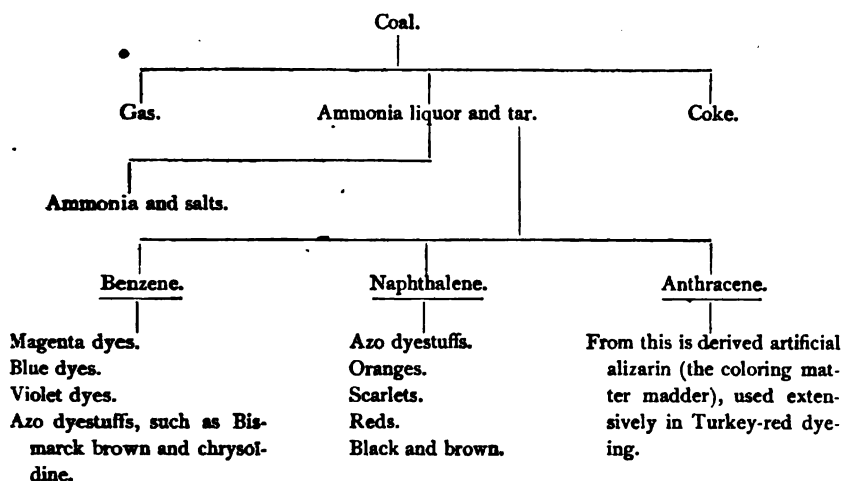 Coal.
Gas.
Ammonia liquor and tar.
Coke.
Ammonia and salts.
Benzene.
Naphthalene.
Anthracene.
Magenta dyes.
Blue dyes.
Violet dyes.
Azo dyestuffs, such as Bis-
marck brown and chrysoi-
dine.
Azo dyestuffs.
Oranges.
Scarlets.
Reds.
Black and brown.
From this is derived artificial
alizarin (the coloring mat-
ter madder), used exten-
sively in Turkey-red dye-
ing.